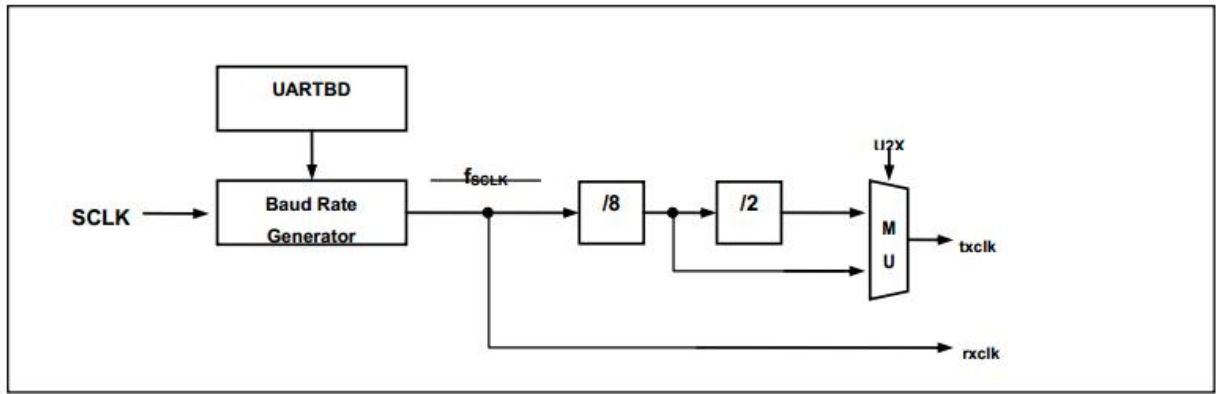 UARTBD
U2X
fSCLK
/8
/2
SCLK
Baud Rate
Generator
M
U
txclk
rxclk